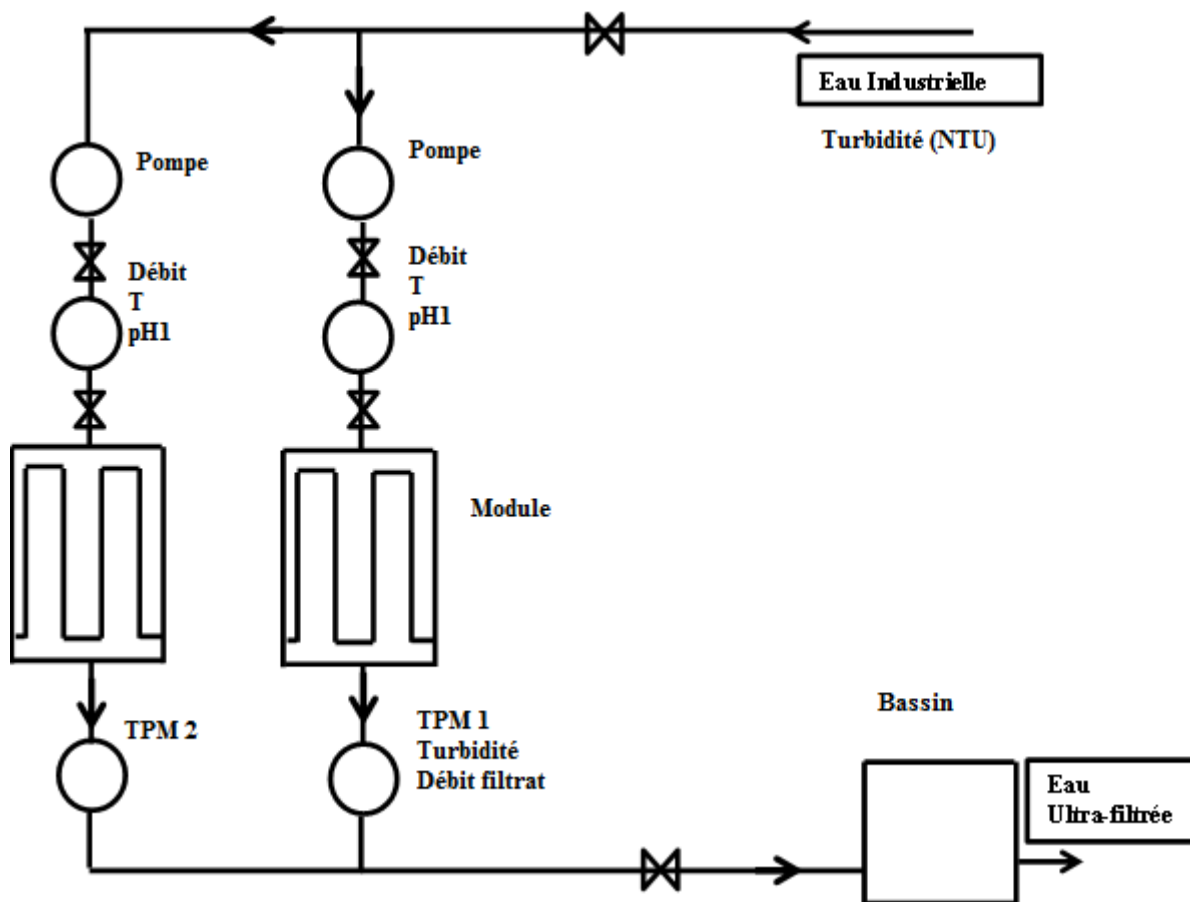 Eau Industrielle
Turbidité (NTU)
Pompe
Pompe
Débit
T
pH1
Débit
T
pH1
Module
TPM 2
TPM 1
Turbidité
Débit filtrat
Bassin
Eau
Ultra-filtrée